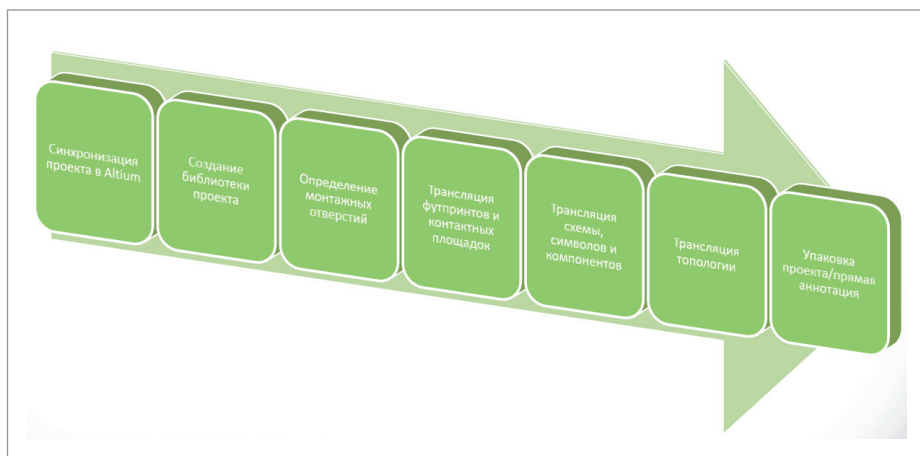 Синхронизация
проекта в Altium
Создание
библиотеки
проекта
Определение
монтажных
отверстий
Трансляция
футпринтов и
контактных
площадок
Трансляция
схемы,
символов и
компонентов
Трансляция
топологии
Упаковка
проекта/прямая
аннотация